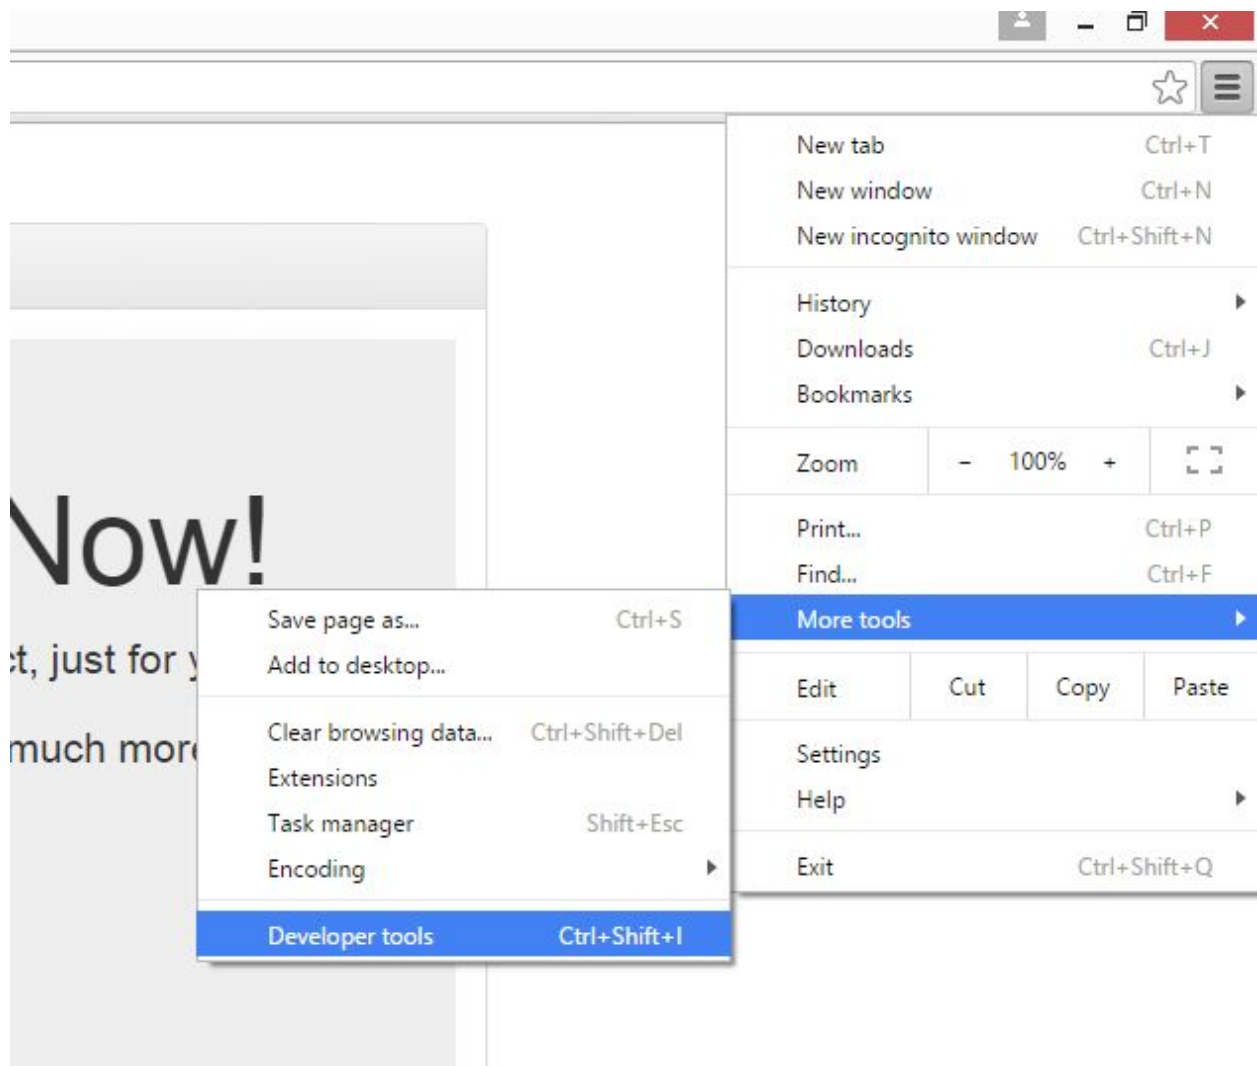 New tab Ctrl+T
New window Ctrl+N
New incognito window Ctrl+Shift+N
History
Downloads Ctrl+J
Bookmarks
Zoom - 100% +
Print... Ctrl+P
Find... Ctrl+F
More tools
Edit Cut Copy Paste
Settings
Help
Exit Ctrl+Shift+Q
Save page as... Ctrl+S
Add to desktop...
Clear browsing data... Ctrl+Shift+Del
Extensions
Task manager Shift+Esc
Encoding
Developer tools Ctrl+Shift+I
Now!
just for
much